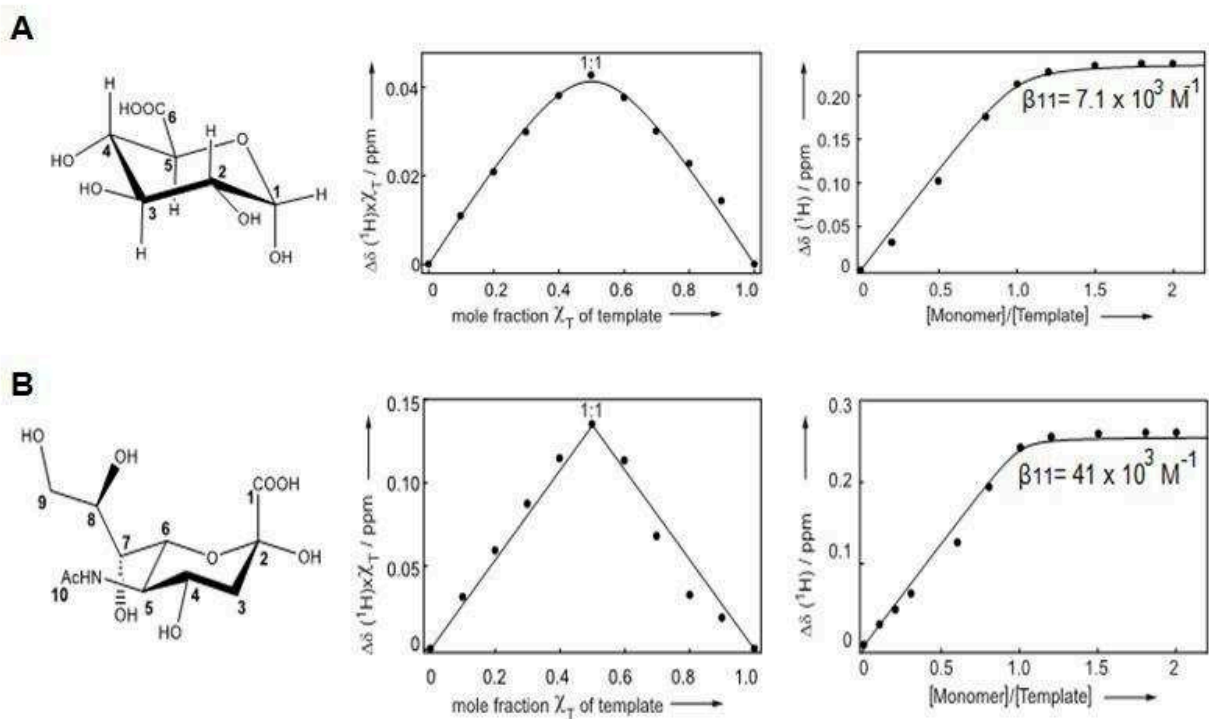 A
H
HOOC
6
H
O
4
5
2
HO
1
H
HO
3
H
OH
H
OH
Δδ (¹H)xχT / ppm
1:1
0.04
0.02
0
0 0.2 0.4 0.6 0.8 1.0
mole fraction χT of template
Δδ (¹H) / ppm
0.20
0.15
0.10
0.05
0
β11= 7.1 x 10³ M⁻¹
0 0.5 1.0 1.5 2
[Monomer]/[Template]
B
HO
OH
COOH
1
9
8
6
7
O
2
OH
AcHN
10
5
4
3
OH
HO
Δδ (¹H)xχT / ppm
1:1
0.15
0.10
0.05
0
0 0.2 0.4 0.6 0.8 1.0
mole fraction χT of template
Δδ (¹H) / ppm
0.3
0.2
0.1
0
β11= 41 x 10³ M⁻¹
0 0.5 1.0 1.5 2.0
[Monomer]/[Template]